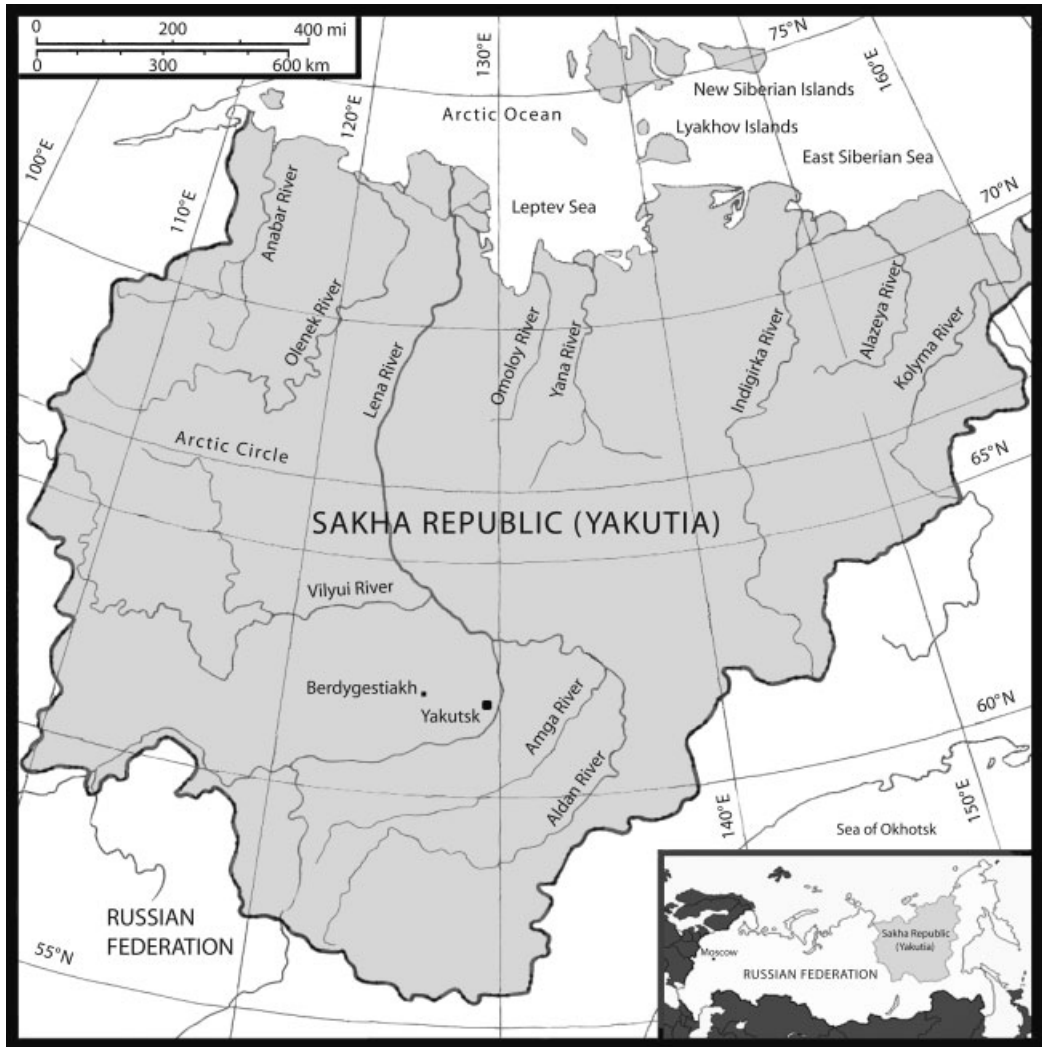 0 200 400 mi
0 300 600 km
75°N
130°E
160°E
120°E
100°E
110°E
Arctic Ocean
New Siberian Islands
Lyakhov Islands
East Siberian Sea
70°N
Leptev Sea
Anabar River
Olenek River
Lena River
Omoloy River
Yana River
Indigirka River
Alazeya River
Kolyma River
Arctic Circle
65°N
SAKHA REPUBLIC (YAKUTIA)
Vilyui River
Berdygestiakh
Yakutsk
Amga River
Aldan River
60°N
140°E
150°E
Sea of Okhotsk
RUSSIAN
FEDERATION
55°N
Sakha Republic
(Yakutia)
Moscow
RUSSIAN FEDERATION